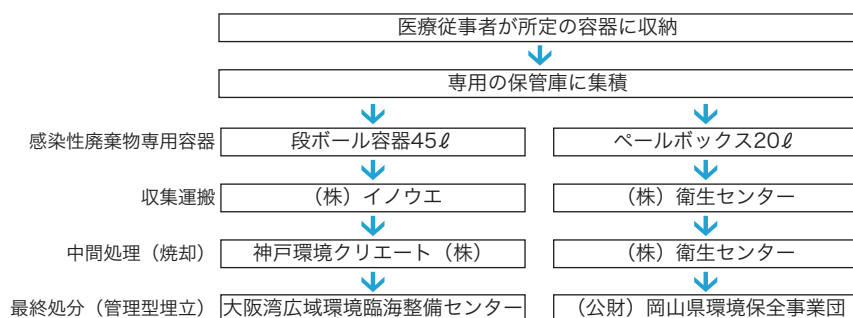 医療従事者が所定の容器に収納
専用の保管庫に集積
感染性廃棄物専用容器 段ボール容器45ℓ ペールボックス20ℓ
収集運搬 (株)イノウエ (株)衛生センター
中間処理(焼却) 神戸環境クリエート(株) (株)衛生センター
最終処分(管理型埋立) 大阪湾広域環境臨海整備センター (公財)岡山県環境保全事業団